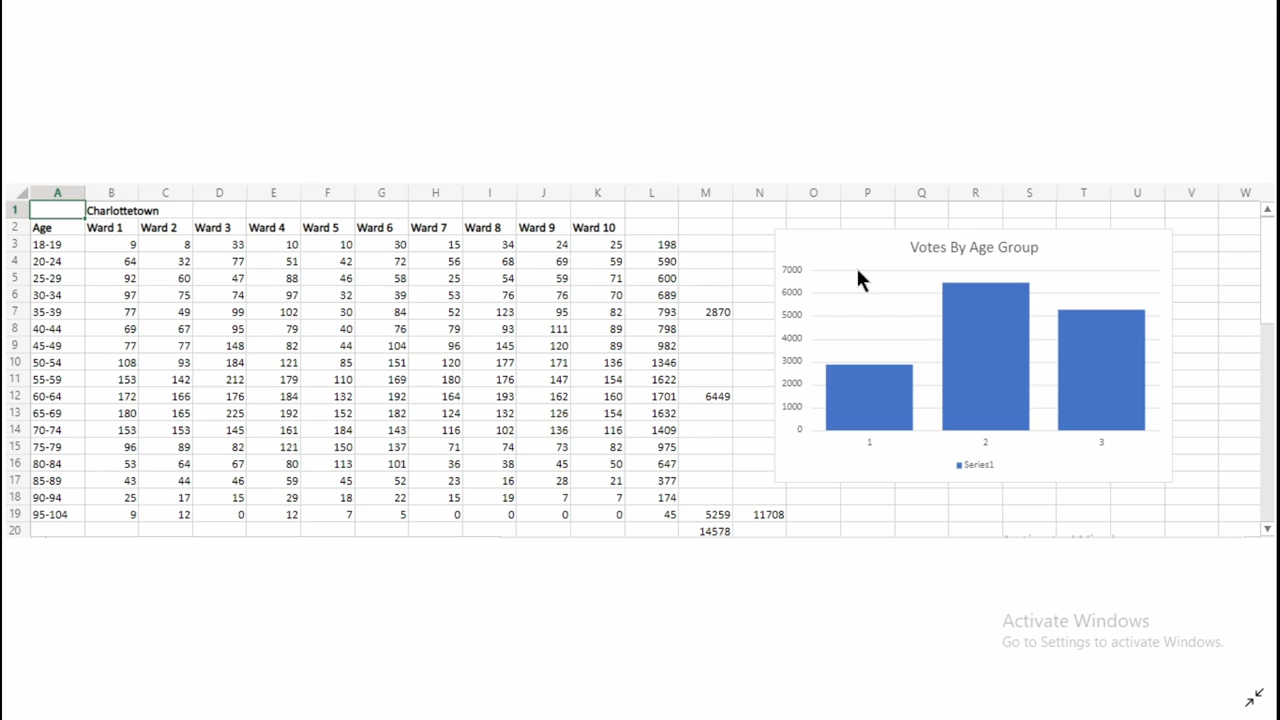 A B C D E F G H I J K L M N O P Q R S T U V W
1 Charlottetown
2 Age Ward 1 Ward 2 Ward 3 Ward 4 Ward 5 Ward 6 Ward 7 Ward 8 Ward 9 Ward 10
3 18-19 9 8 33 10 10 30 15 34 24 25 198
4 20-24 64 32 77 51 42 72 56 68 69 59 590
5 25-29 92 60 47 88 46 58 25 54 59 71 600
6 30-34 97 75 74 97 32 39 53 76 76 70 689
7 35-39 77 49 99 102 30 84 52 123 95 82 793 2870
8 40-44 69 67 95 79 40 76 79 93 111 89 798
9 45-49 77 77 148 82 44 104 96 145 120 89 982
10 50-54 108 93 184 121 85 151 120 177 171 136 1346
11 55-59 153 142 212 179 110 169 180 176 147 154 1622
12 60-64 172 166 176 184 132 192 164 193 162 160 1701 6449
13 65-69 180 165 225 192 152 182 124 132 126 154 1632
14 70-74 153 153 145 161 184 143 116 102 136 116 1409
15 75-79 96 89 82 121 150 137 71 74 73 82 975
16 80-84 53 64 67 80 113 101 36 38 45 50 647
17 85-89 43 44 46 59 45 52 23 16 28 21 377
18 90-94 25 17 15 29 18 22 15 19 7 7 174
19 95-104 9 12 0 12 7 5 0 0 0 0 45 5259 11708
20 14578
Votes By Age Group
7000
6000
5000
4000
3000
2000
1000
0
1 2 3
Series1
Activate Windows
Go to Settings to activate Windows.